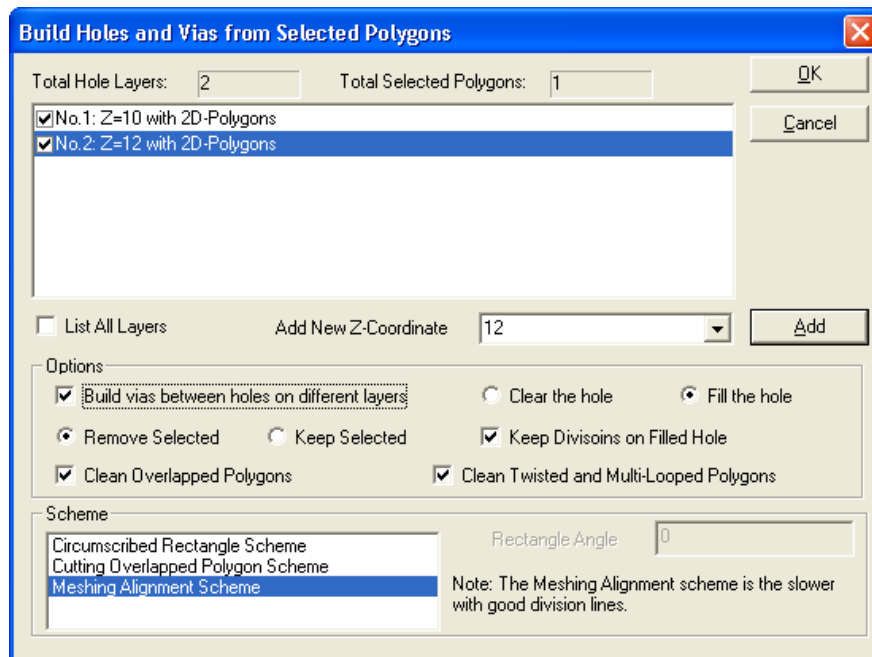 Build Holes and Vias from Selected Polygons
Total Hole Layers: 2 Total Selected Polygons: 1 OK
No.1: Z=10 with 2D-Polygons
No.2: Z=12 with 2D-Polygons
Cancel
List All Layers Add New Z-Coordinate 12 Add
Options
Build vias between holes on different layers Clear the hole Fill the hole
Remove Selected Keep Selected Keep Divisoins on Filled Hole
Clean Overlapped Polygons Clean Twisted and Multi-Looped Polygons
Scheme
Circumscribed Rectangle Scheme
Cutting Overlapped Polygon Scheme
Meshing Alignment Scheme
Rectangle Angle 0
Note: The Meshing Alignment scheme is the slower
with good division lines.